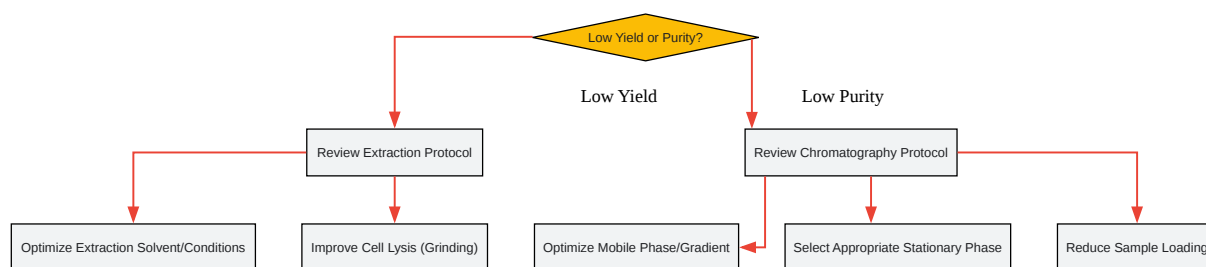 Low Yield or Purity?
Low Yield
Low Purity
Review Extraction Protocol
Review Chromatography Protocol
Optimize Extraction Solvent/Conditions
Improve Cell Lysis (Grinding)
Optimize Mobile Phase/Gradient
Select Appropriate Stationary Phase
Reduce Sample Loading